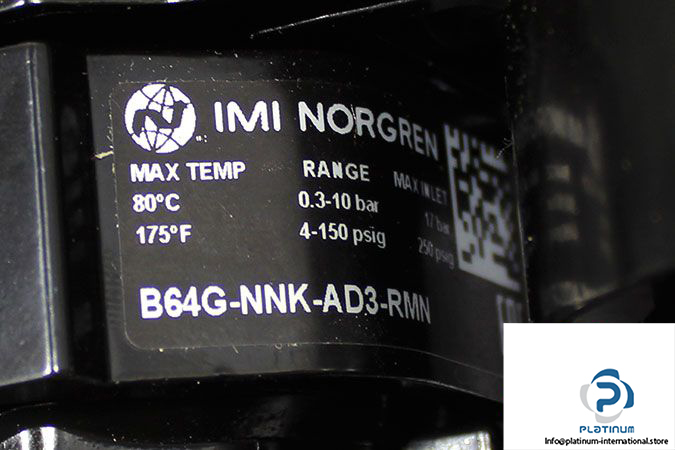 IMI NORGREN
MAX TEMP RANGE MAX INLET
80°C 0.3-10 bar 17 bar
175°F 4-150 psig 250 psig
B64G-NNK-AD3-RMN
PLATINUM
Info@platinum-international.store